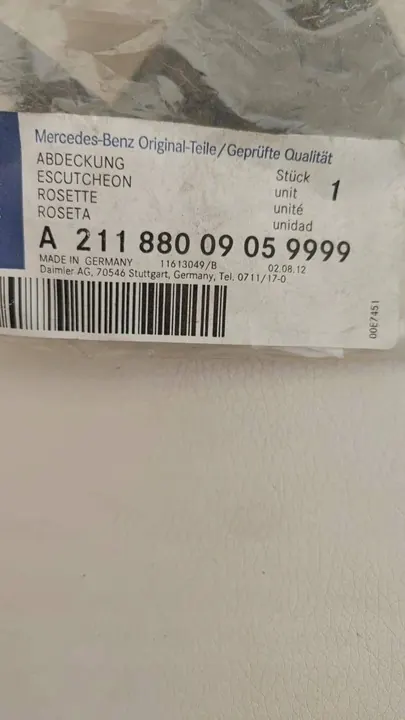 Mercedes-Benz Original-Teile/Geprüfte Qualität
ABDECKUNG
ESCUTCHEON
ROSETTE
ROSETA
Stück
unit 1
unité
unidad
A 211 880 09 05 9999
MADE IN GERMANY 11613049/B 02.08.12
Daimler AG, 70546 Stuttgart, Germany, Tel. 0711/17-0
00E7451